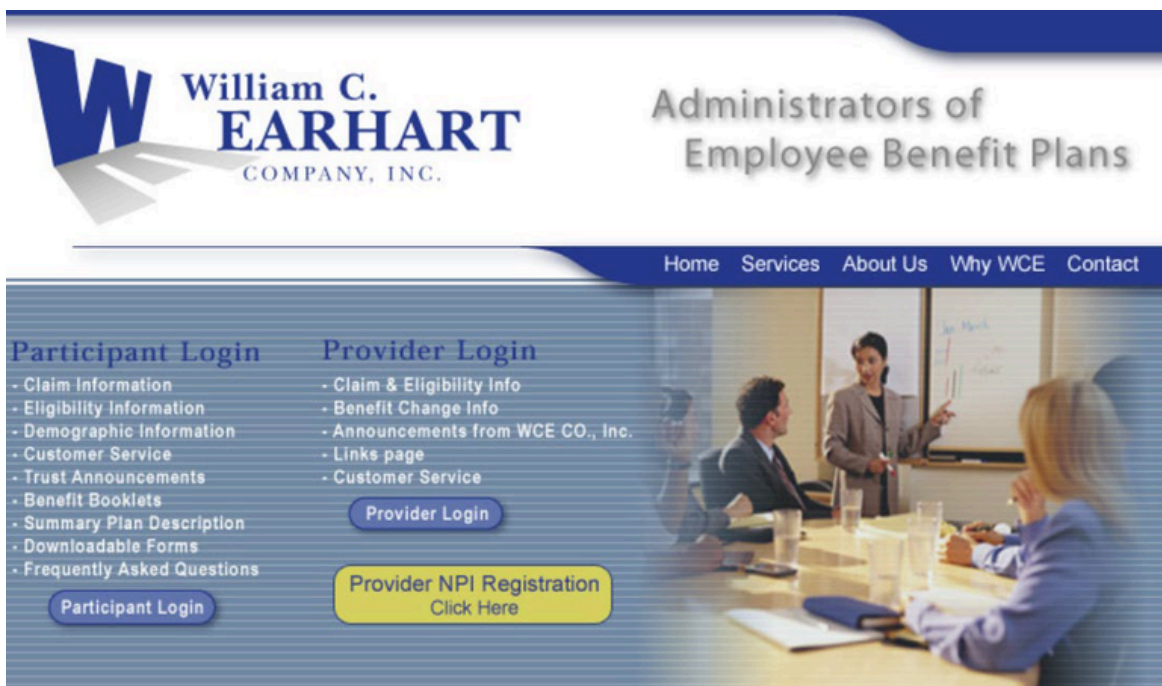 William C.
EARHART
COMPANY, INC.
Administrators of
Employee Benefit Plans
Home Services About Us Why WCE Contact
Participant Login
- Claim Information
- Eligibility Information
- Demographic Information
- Customer Service
- Trust Announcements
- Benefit Booklets
- Summary Plan Description
- Downloadable Forms
- Frequently Asked Questions
Participant Login
Provider Login
- Claim & Eligibility Info
- Benefit Change Info
- Announcements from WCE CO., Inc.
- Links page
- Customer Service
Provider Login
Provider NPI Registration
Click Here